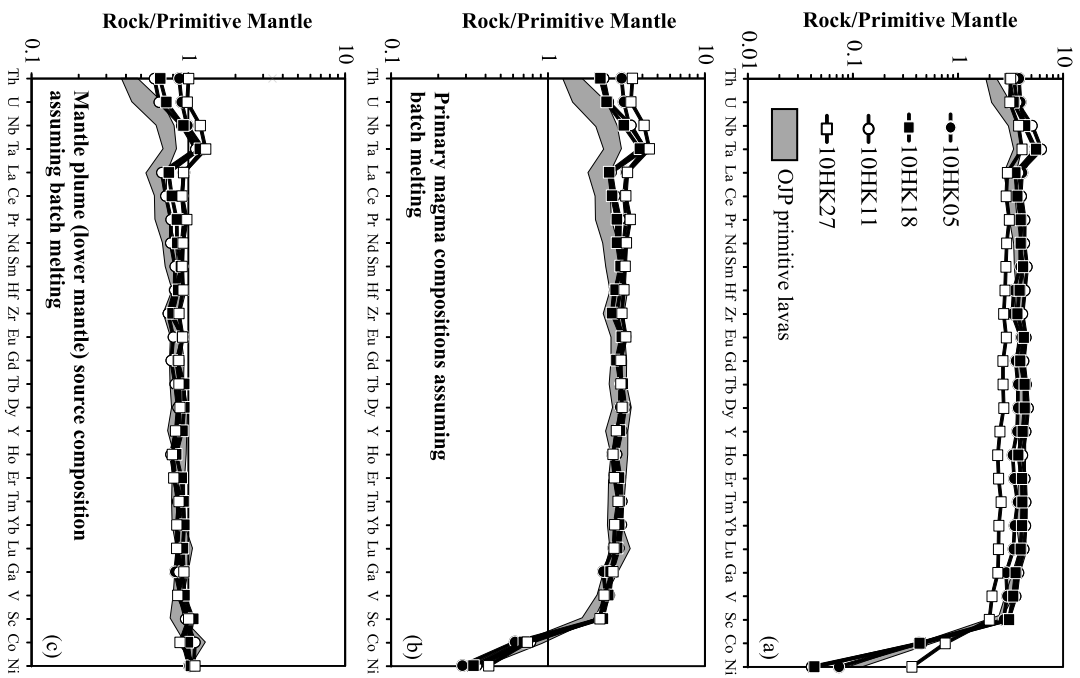 Rock/Primitive Mantle
10
1
0.1
0.01
10HK05
10HK18
10HK11
10HK27
OJP primitive lavas
(a)
Th U Nb Ta La Ce Pr Nd Sm Hf Zr Eu Gd Tb Dy Y Ho Er Tm Yb Lu Ga V Sc Co Ni
Rock/Primitive Mantle
10
1
0.1
Primary magma compositions assuming
batch melting
(b)
Th U Nb Ta La Ce Pr Nd Sm Hf Zr Eu Gd Tb Dy Y Ho Er Tm Yb Lu Ga V Sc Co Ni
Rock/Primitive Mantle
10
1
0.1
Mantle plume (lower mantle) source composition
assuming batch melting
(c)
Th U Nb Ta La Ce Pr Nd Sm Hf Zr Eu Gd Tb Dy Y Ho Er Tm Yb Lu Ga V Sc Co Ni